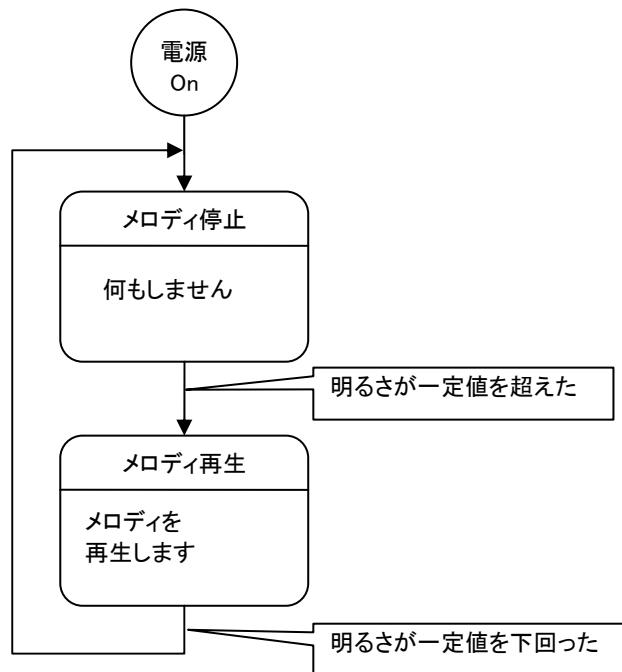 電源
On
メロディ停止
何もしません
明るさが一定値を超えた
メロディ再生
メロディを
再生します
明るさが一定値を下回った